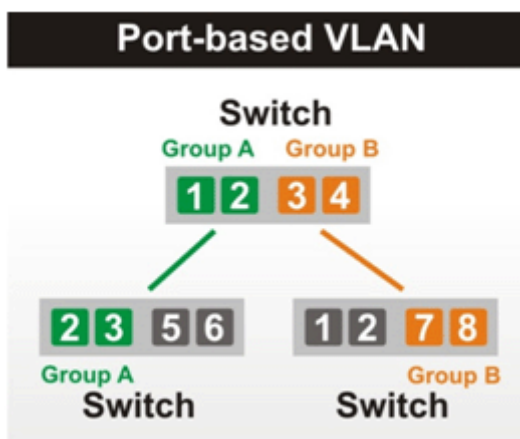 Port-based VLAN
Switch
Group A Group B
1 2 3 4
2 3 5 6 1 2 7 8
Group A Group B
Switch Switch